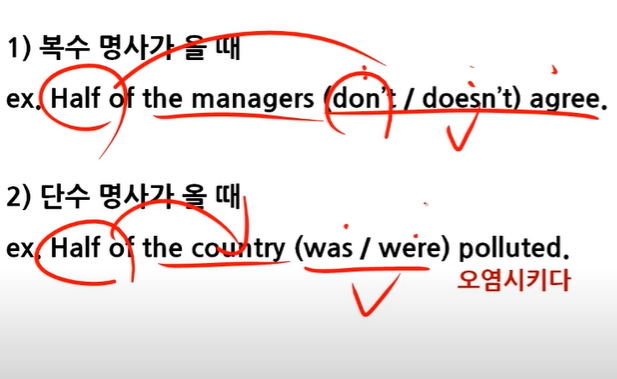 1) 복수 명사가 올 때
ex. Half of the managers (don't / doesn't) agree.
2) 단수 명사가 올 때
ex. Half of the country (was / were) polluted.
오염시키다